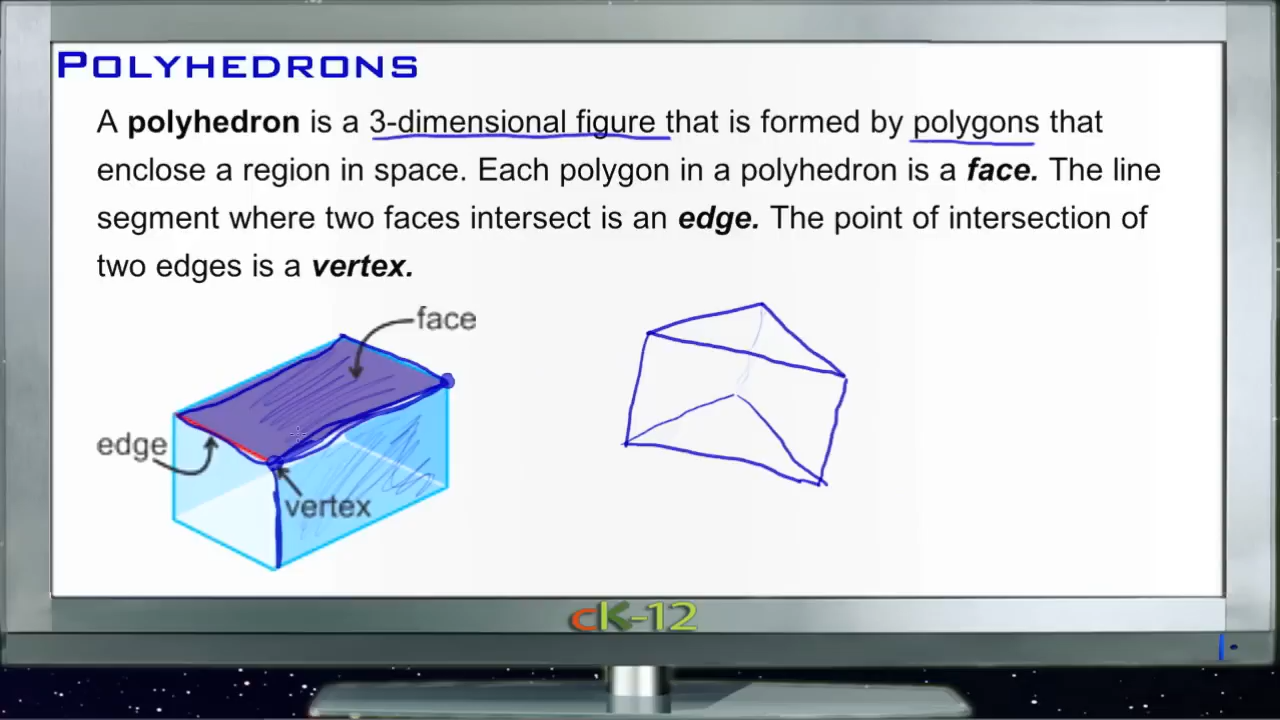 POLYHEDRONS
A polyhedron is a 3-dimensional figure that is formed by polygons that
enclose a region in space. Each polygon in a polyhedron is a face. The line
segment where two faces intersect is an edge. The point of intersection of
two edges is a vertex.
face
edge
vertex
cK-12